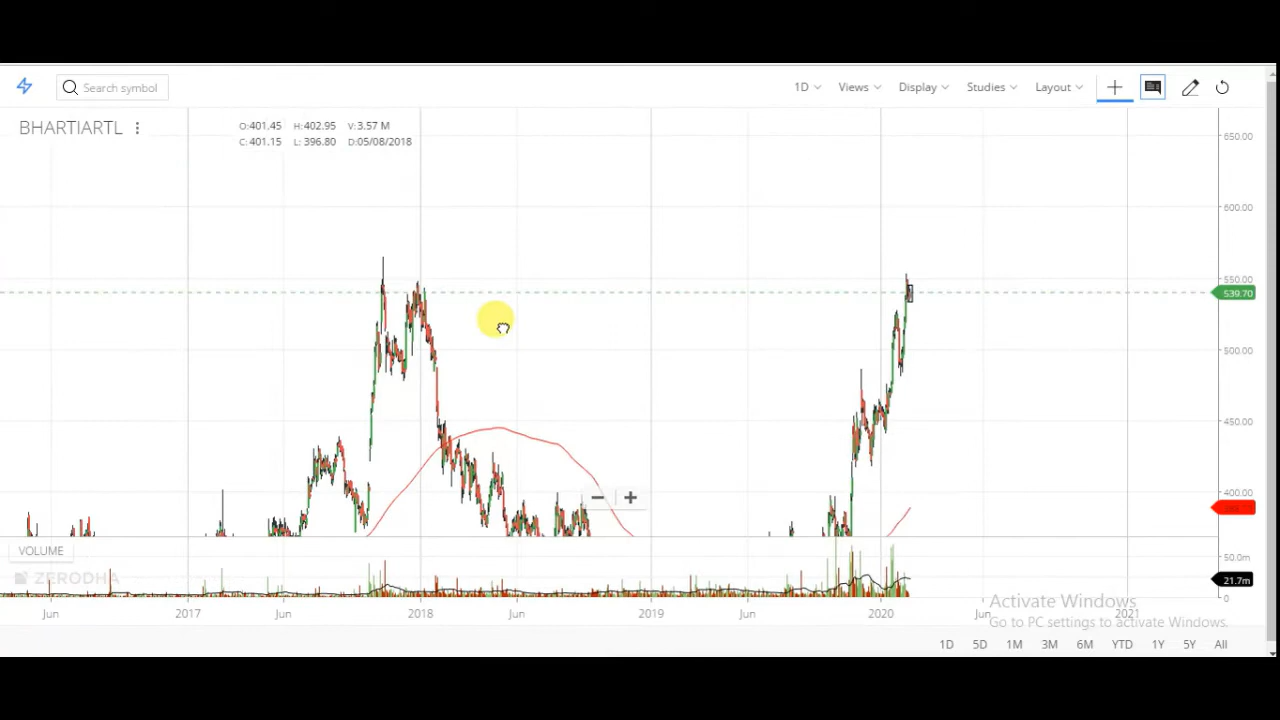 Search symbol
1D Views Display Studies Layout
BHARTIARTL
O:401.45 H:402.95 V:3.57 M
C:401.15 L: 396.80 D:05/08/2018
650.00
600.00
550.00
539.70
500.00
450.00
400.00
VOLUME
50.0m
ZERODHA
21.7m
0
Activate Windows
Go to PC settings to activate Windows.
Jun 2017 Jun 2018 Jun 2019 Jun 2020 Jun 2021
1D 5D 1M 3M 6M YTD 1Y 5Y All